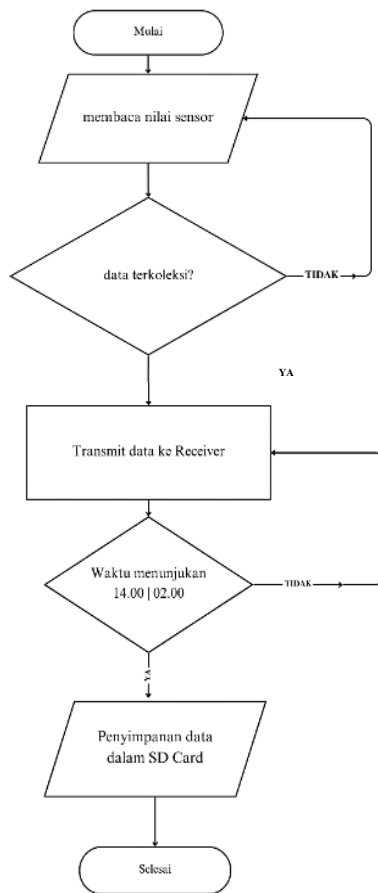 Mulai
membaca nilai sensor
data terkoleksi?
TIDAK
YA
Transmit data ke Receiver
Waktu menunjukan
14.00 | 02.00
TIDAK
YA
Penyimpanan data
dalam SD Card
Selesai